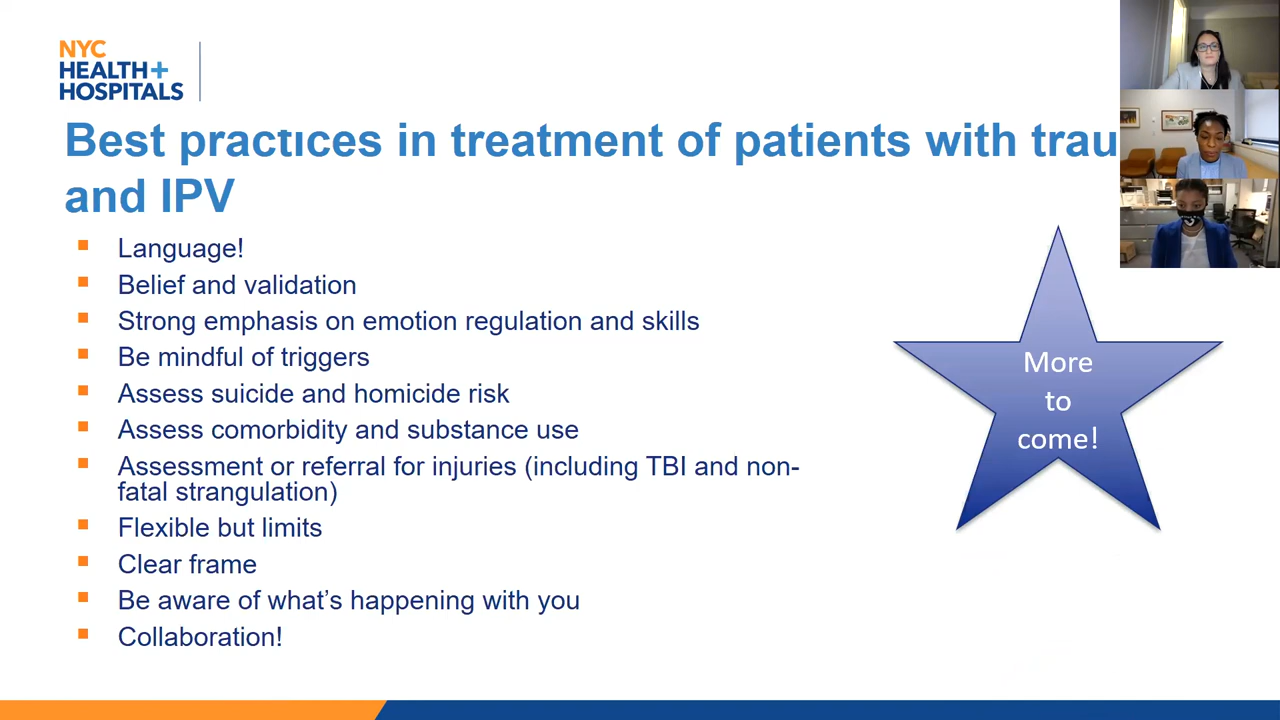 NYC
HEALTH+
HOSPITALS
Best practices in treatment of patients with trau
and IPV
Language!
Belief and validation
Strong emphasis on emotion regulation and skills
Be mindful of triggers
Assess suicide and homicide risk
Assess comorbidity and substance use
Assessment or referral for injuries (including TBI and non-
fatal strangulation)
Flexible but limits
Clear frame
Be aware of what’s happening with you
Collaboration!
More
to
come!